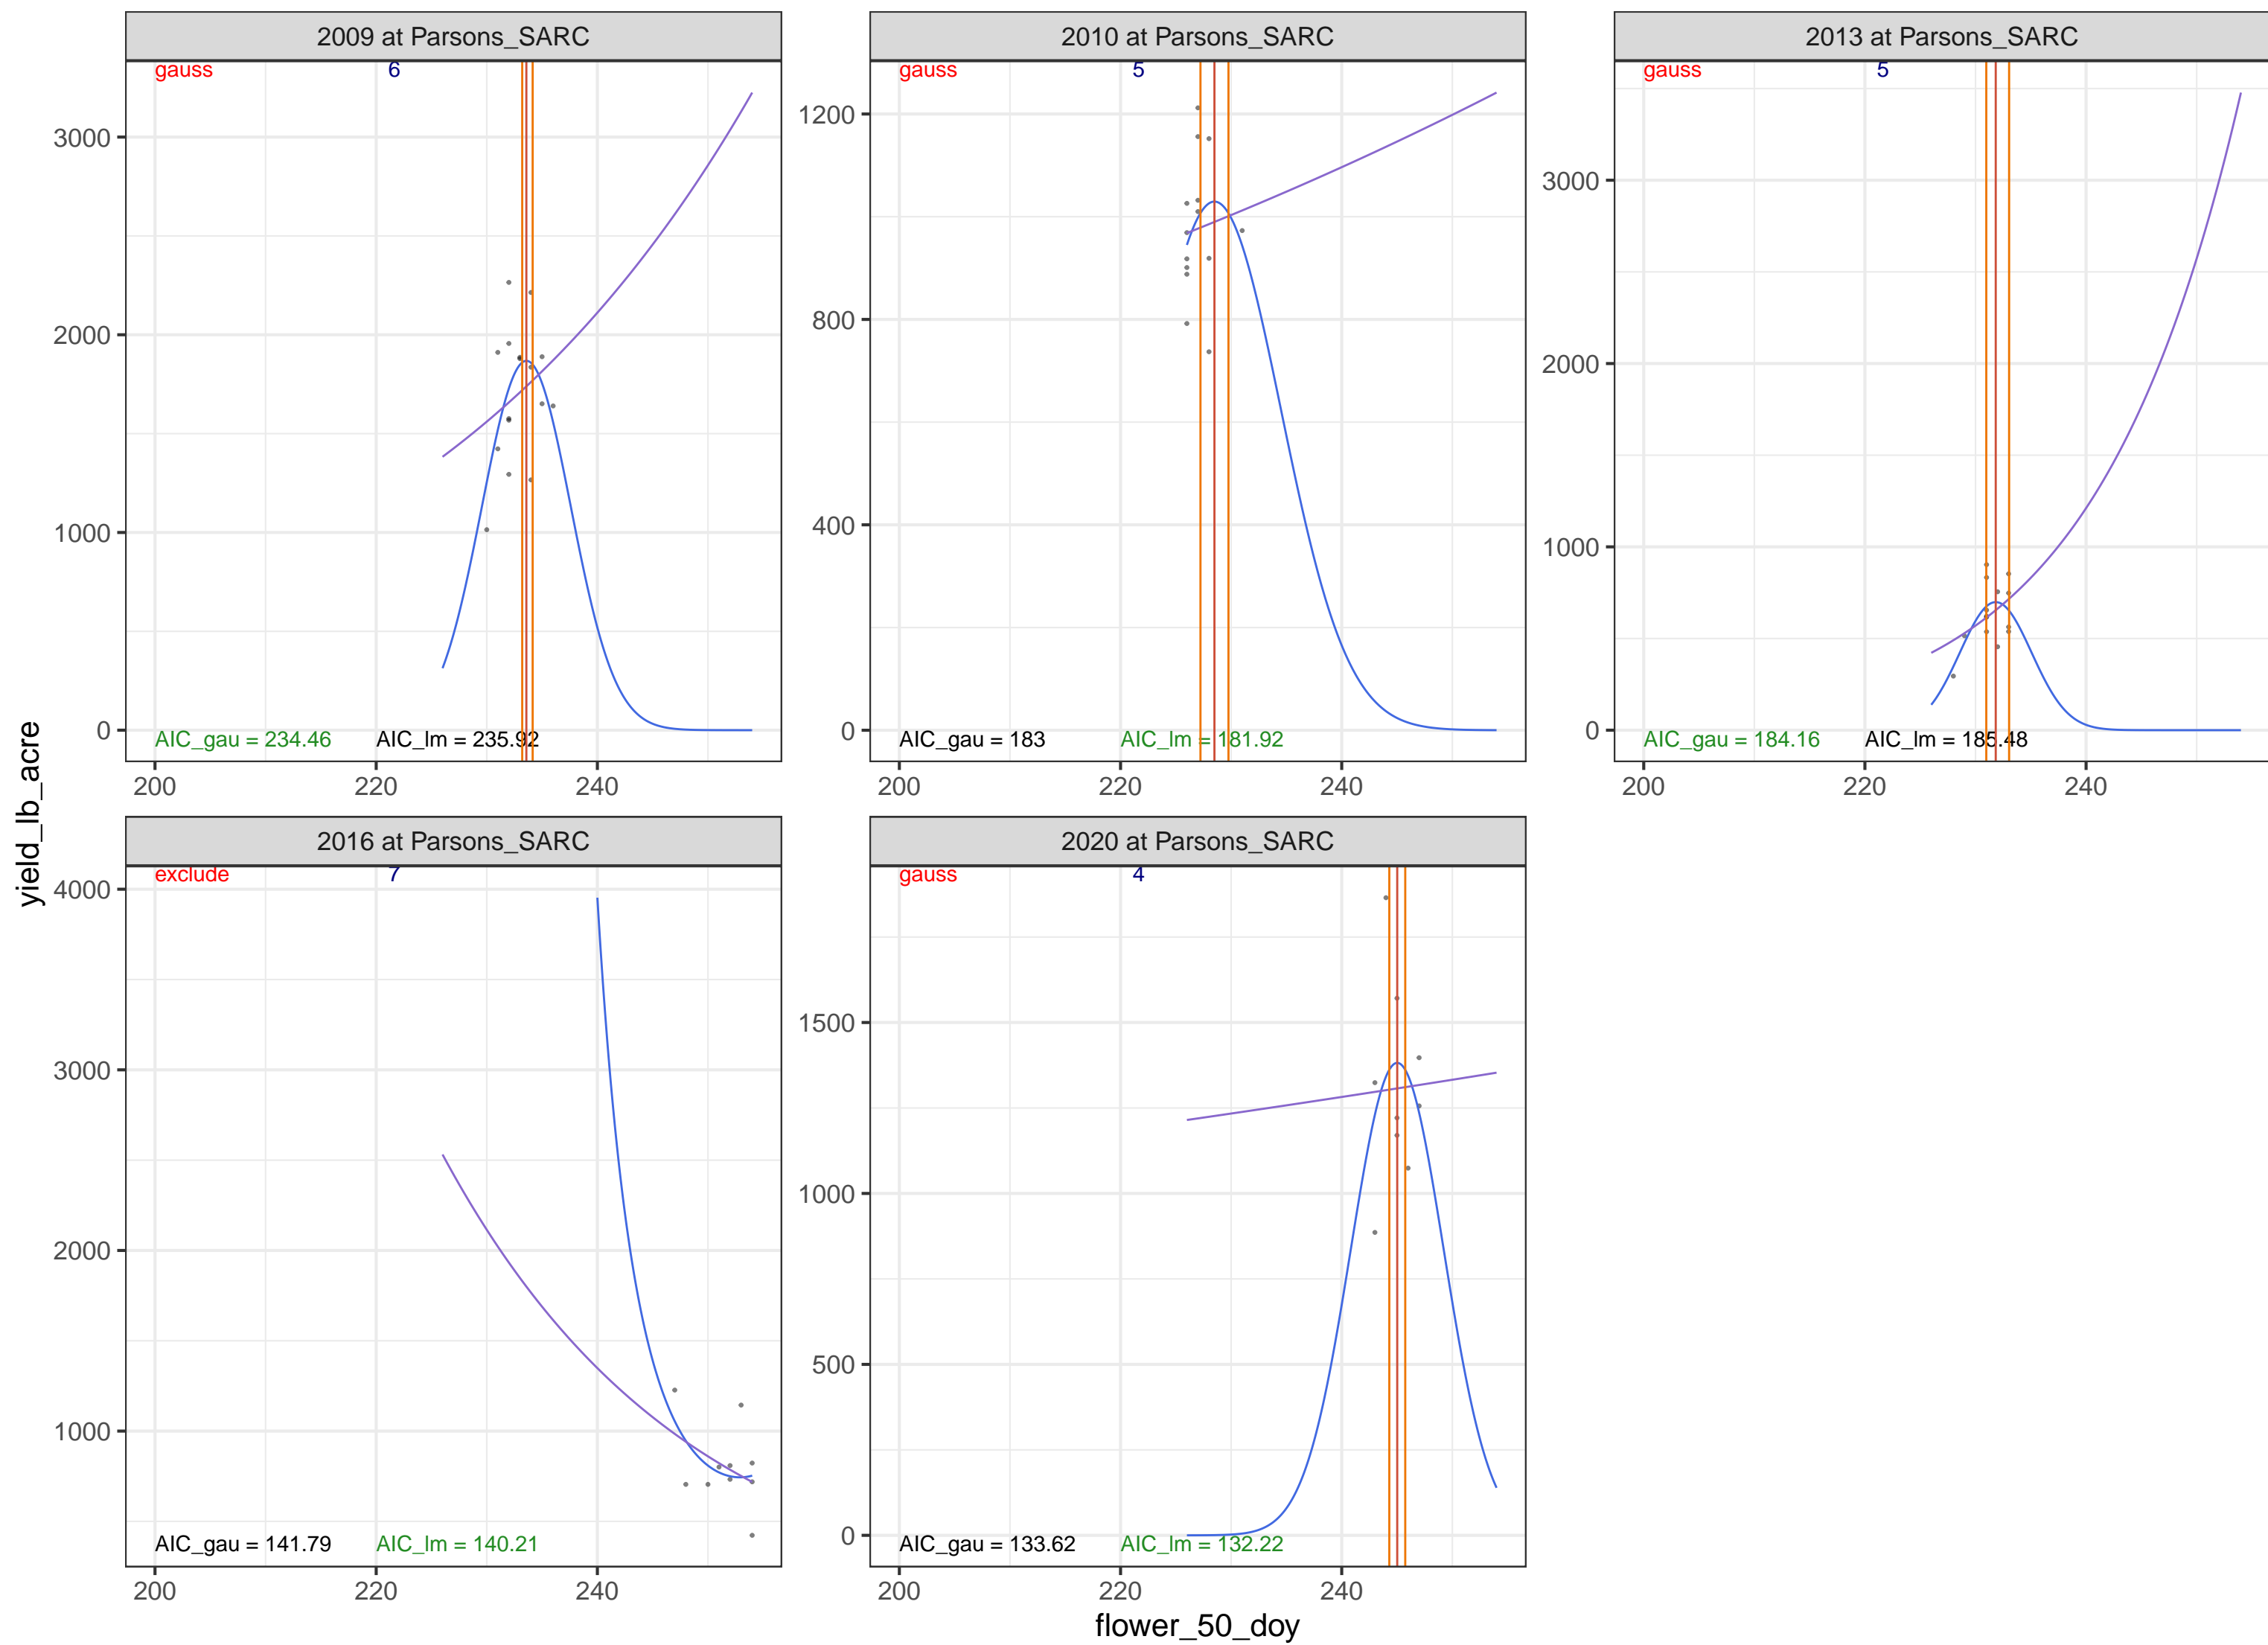 2009 at Parsons_SARC
gauss 6
3000
2000
1000
0
AIC_gau = 234.46 AIC_lm = 235.92
200 220 240
2010 at Parsons_SARC
gauss 5
1200
800
400
0
AIC_gau = 183 AIC_lm = 181.92
200 220 240
2013 at Parsons_SARC
gauss 5
3000
2000
1000
0
AIC_gau = 184.16 AIC_lm = 185.48
200 220 240
yield_lb_acre
2016 at Parsons_SARC
exclude 7
4000
3000
2000
1000
AIC_gau = 141.79 AIC_lm = 140.21
200 220 240
2020 at Parsons_SARC
gauss 4
1500
1000
500
0
AIC_gau = 133.62 AIC_lm = 132.22
200 220 240
flower_50_doy